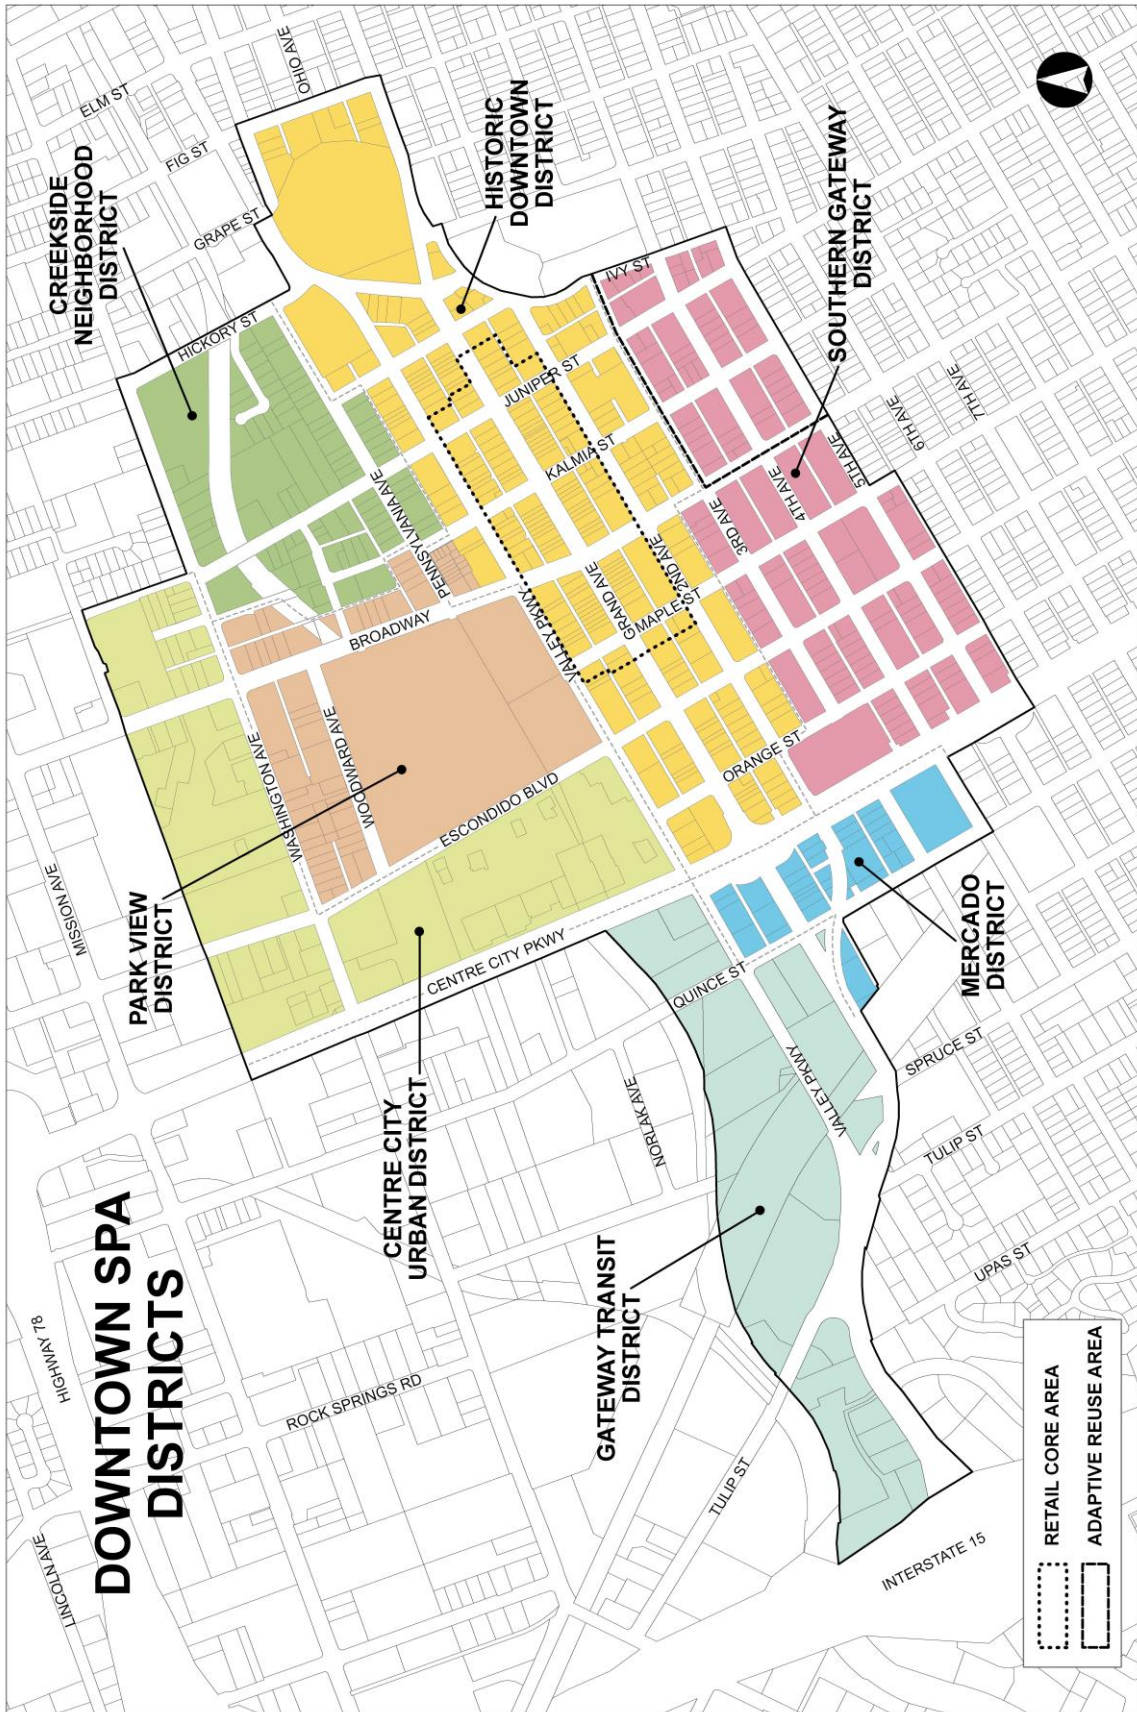 DOWNTOWN SPA
DISTRICTS
HIGHWAY 78
LINCOLN AVE
ROCK SPRINGS RD
MISSION AVE
PARK VIEW
DISTRICT
CREEKSIDE
NEIGHBORHOOD
DISTRICT
ELM ST
FIG ST
OHIO AVE
GRAPE ST
HICKORY ST
WASHINGTON AVE
WOODWARD AVE
BROADWAY
PENNSYLVANIA AVE
ESCONDIDO BLVD
CENTRE CITY PKWY
CENTRE CITY
URBAN DISTRICT
HISTORIC
DOWNTOWN
DISTRICT
VALLEY PKWY
JUNIPER ST
KALMIA ST
GRAND AVE
2ND AVE
MAPLE ST
IVY ST
3RD AVE
4TH AVE
5TH AVE
6TH AVE
7TH AVE
ORANGE ST
SOUTHERN GATEWAY
DISTRICT
GATEWAY TRANSIT
DISTRICT
NORLAK AVE
QUINCE ST
VALLEY PKWY
TULIP ST
MERCADO
DISTRICT
SPRUCE ST
TULIP ST
UPAS ST
INTERSTATE 15
RETAIL CORE AREA
ADAPTIVE REUSE AREA